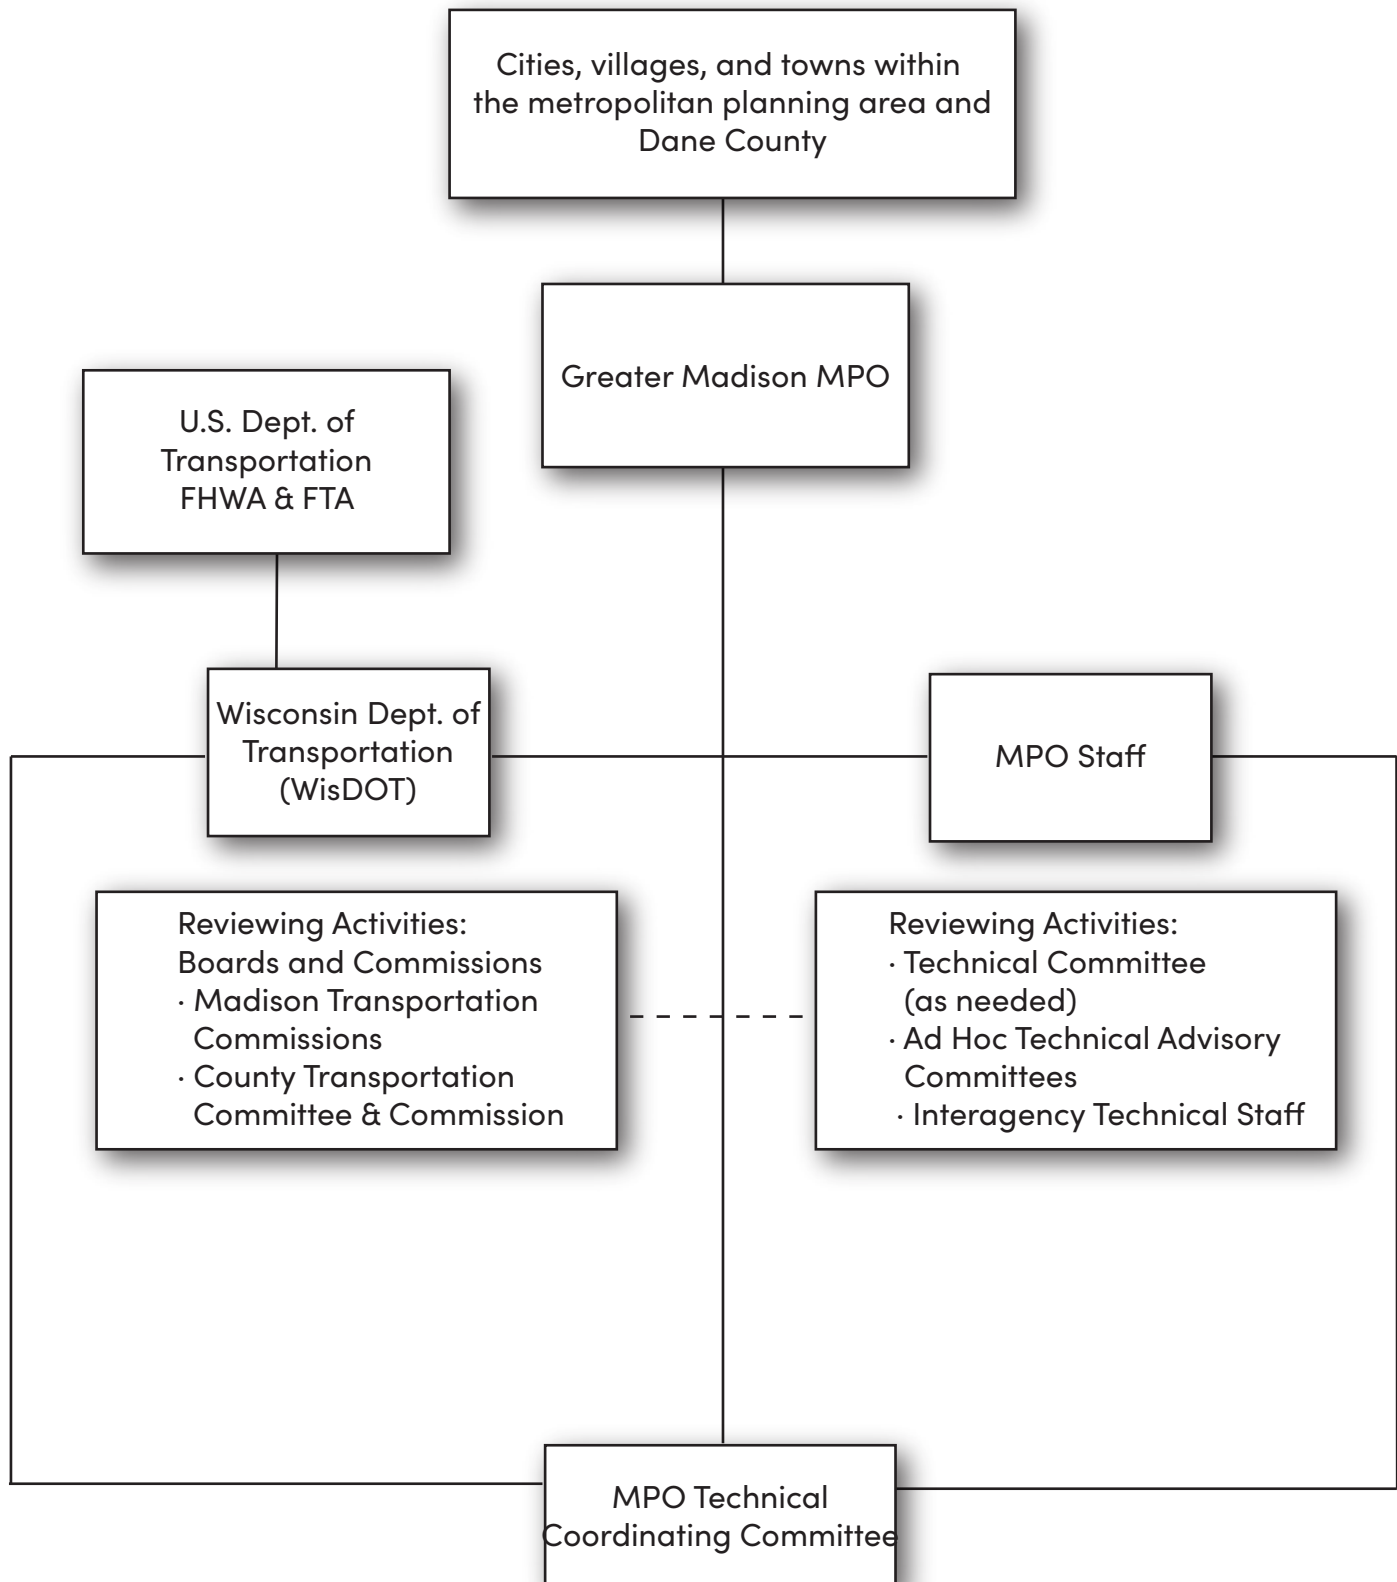 Cities, villages, and towns within
the metropolitan planning area and
Dane County
Greater Madison MPO
U.S. Dept. of
Transportation
FHWA & FTA
Wisconsin Dept. of
Transportation
(WisDOT)
MPO Staff
Reviewing Activities:
Boards and Commissions
· Madison Transportation
Commissions
· County Transportation
Committee & Commission
Reviewing Activities:
· Technical Committee
(as needed)
· Ad Hoc Technical Advisory
Committees
· Interagency Technical Staff
MPO Technical
Coordinating Committee